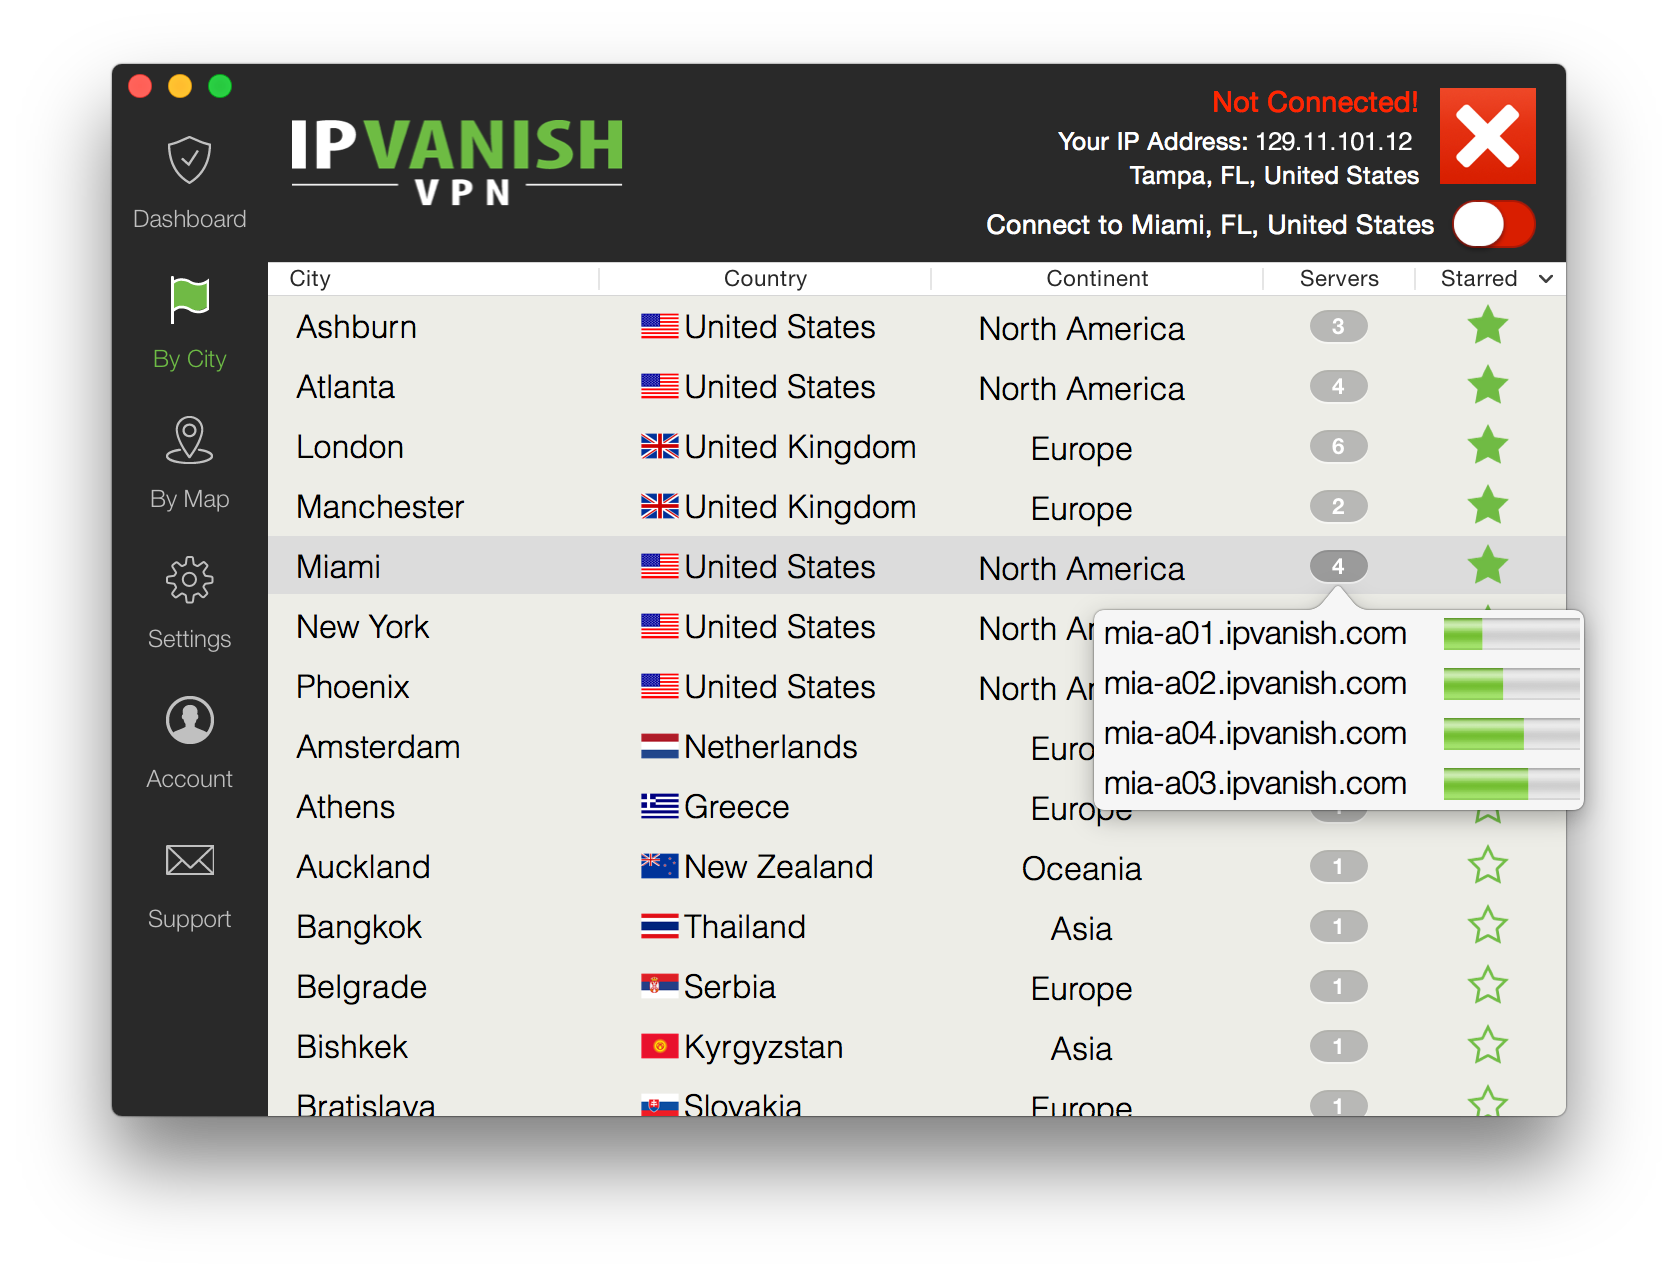 IPVANISH
VPN
Not Connected!
Your IP Address: 129.11.101.12
Tampa, FL, United States
Connect to Miami, FL, United States
Dashboard
By City
By Map
Settings
Account
Support
City Country Continent Servers Starred
Ashburn United States North America 3
Atlanta United States North America 4
London United Kingdom Europe 6
Manchester United Kingdom Europe 2
Miami United States North America 4
New York United States North
Phoenix United States North
Amsterdam Netherlands
Athens Greece Europe
Auckland New Zealand Oceania 1
Bangkok Thailand Asia 1
Belgrade Serbia Europe 1
Bishkek Kyrgyzstan Asia 1
Bratislava Slovakia Europe 1
mia-a01.ipvanish.com
mia-a02.ipvanish.com
mia-a04.ipvanish.com
mia-a03.ipvanish.com